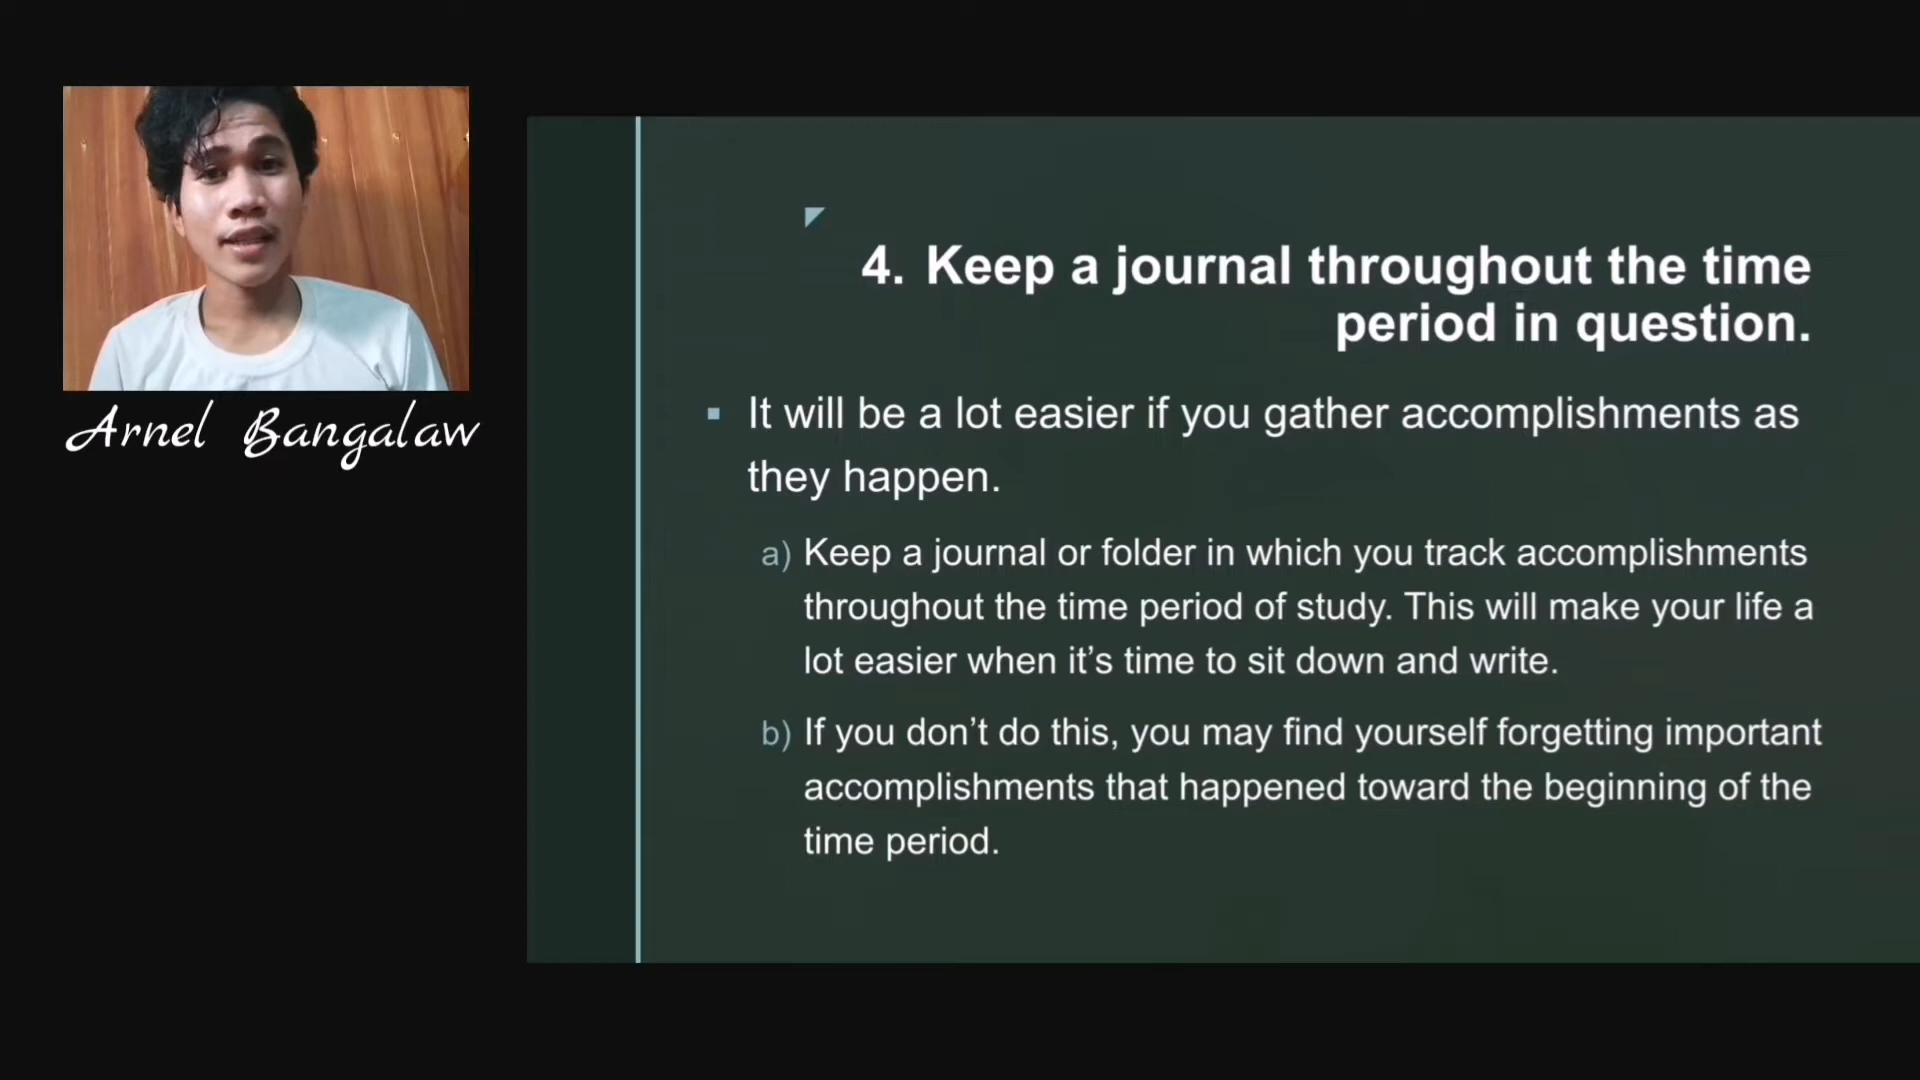 Arnel Bangalaw
4. Keep a journal throughout the time
period in question.
▪ It will be a lot easier if you gather accomplishments as
they happen.
a) Keep a journal or folder in which you track accomplishments
throughout the time period of study. This will make your life a
lot easier when it’s time to sit down and write.
b) If you don’t do this, you may find yourself forgetting important
accomplishments that happened toward the beginning of the
time period.